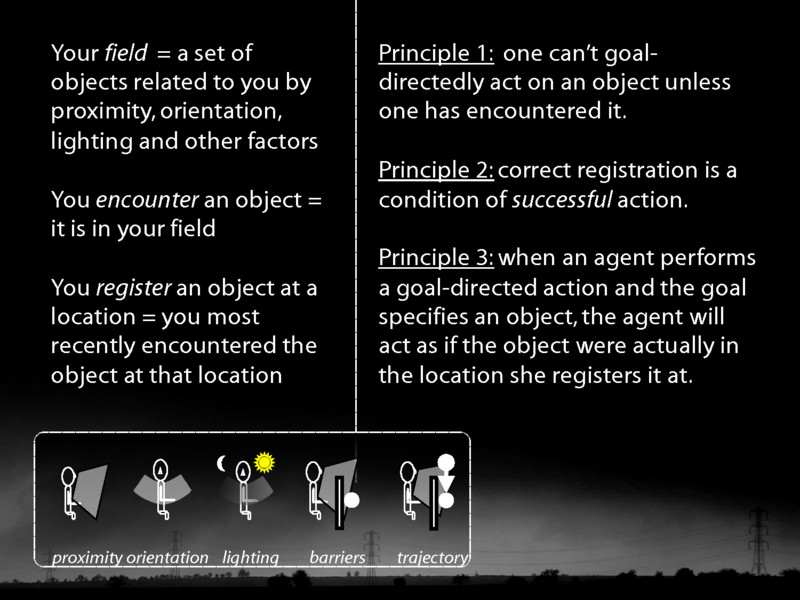 Your field = a set of
objects related to you by
proximity, orientation,
lighting and other factors
You encounter an object =
it is in your field
You register an object at a
location = you most
recently encountered the
object at that location
Principle 1: one can't goal-
directedly act on an object unless
one has encountered it.
Principle 2: correct registration is a
condition of successful action.
Principle 3: when an agent performs
a goal-directed action and the goal
specifies an object, the agent will
act as if the object were actually in
the location she registers it at.
proximity orientation lighting barriers trajectory